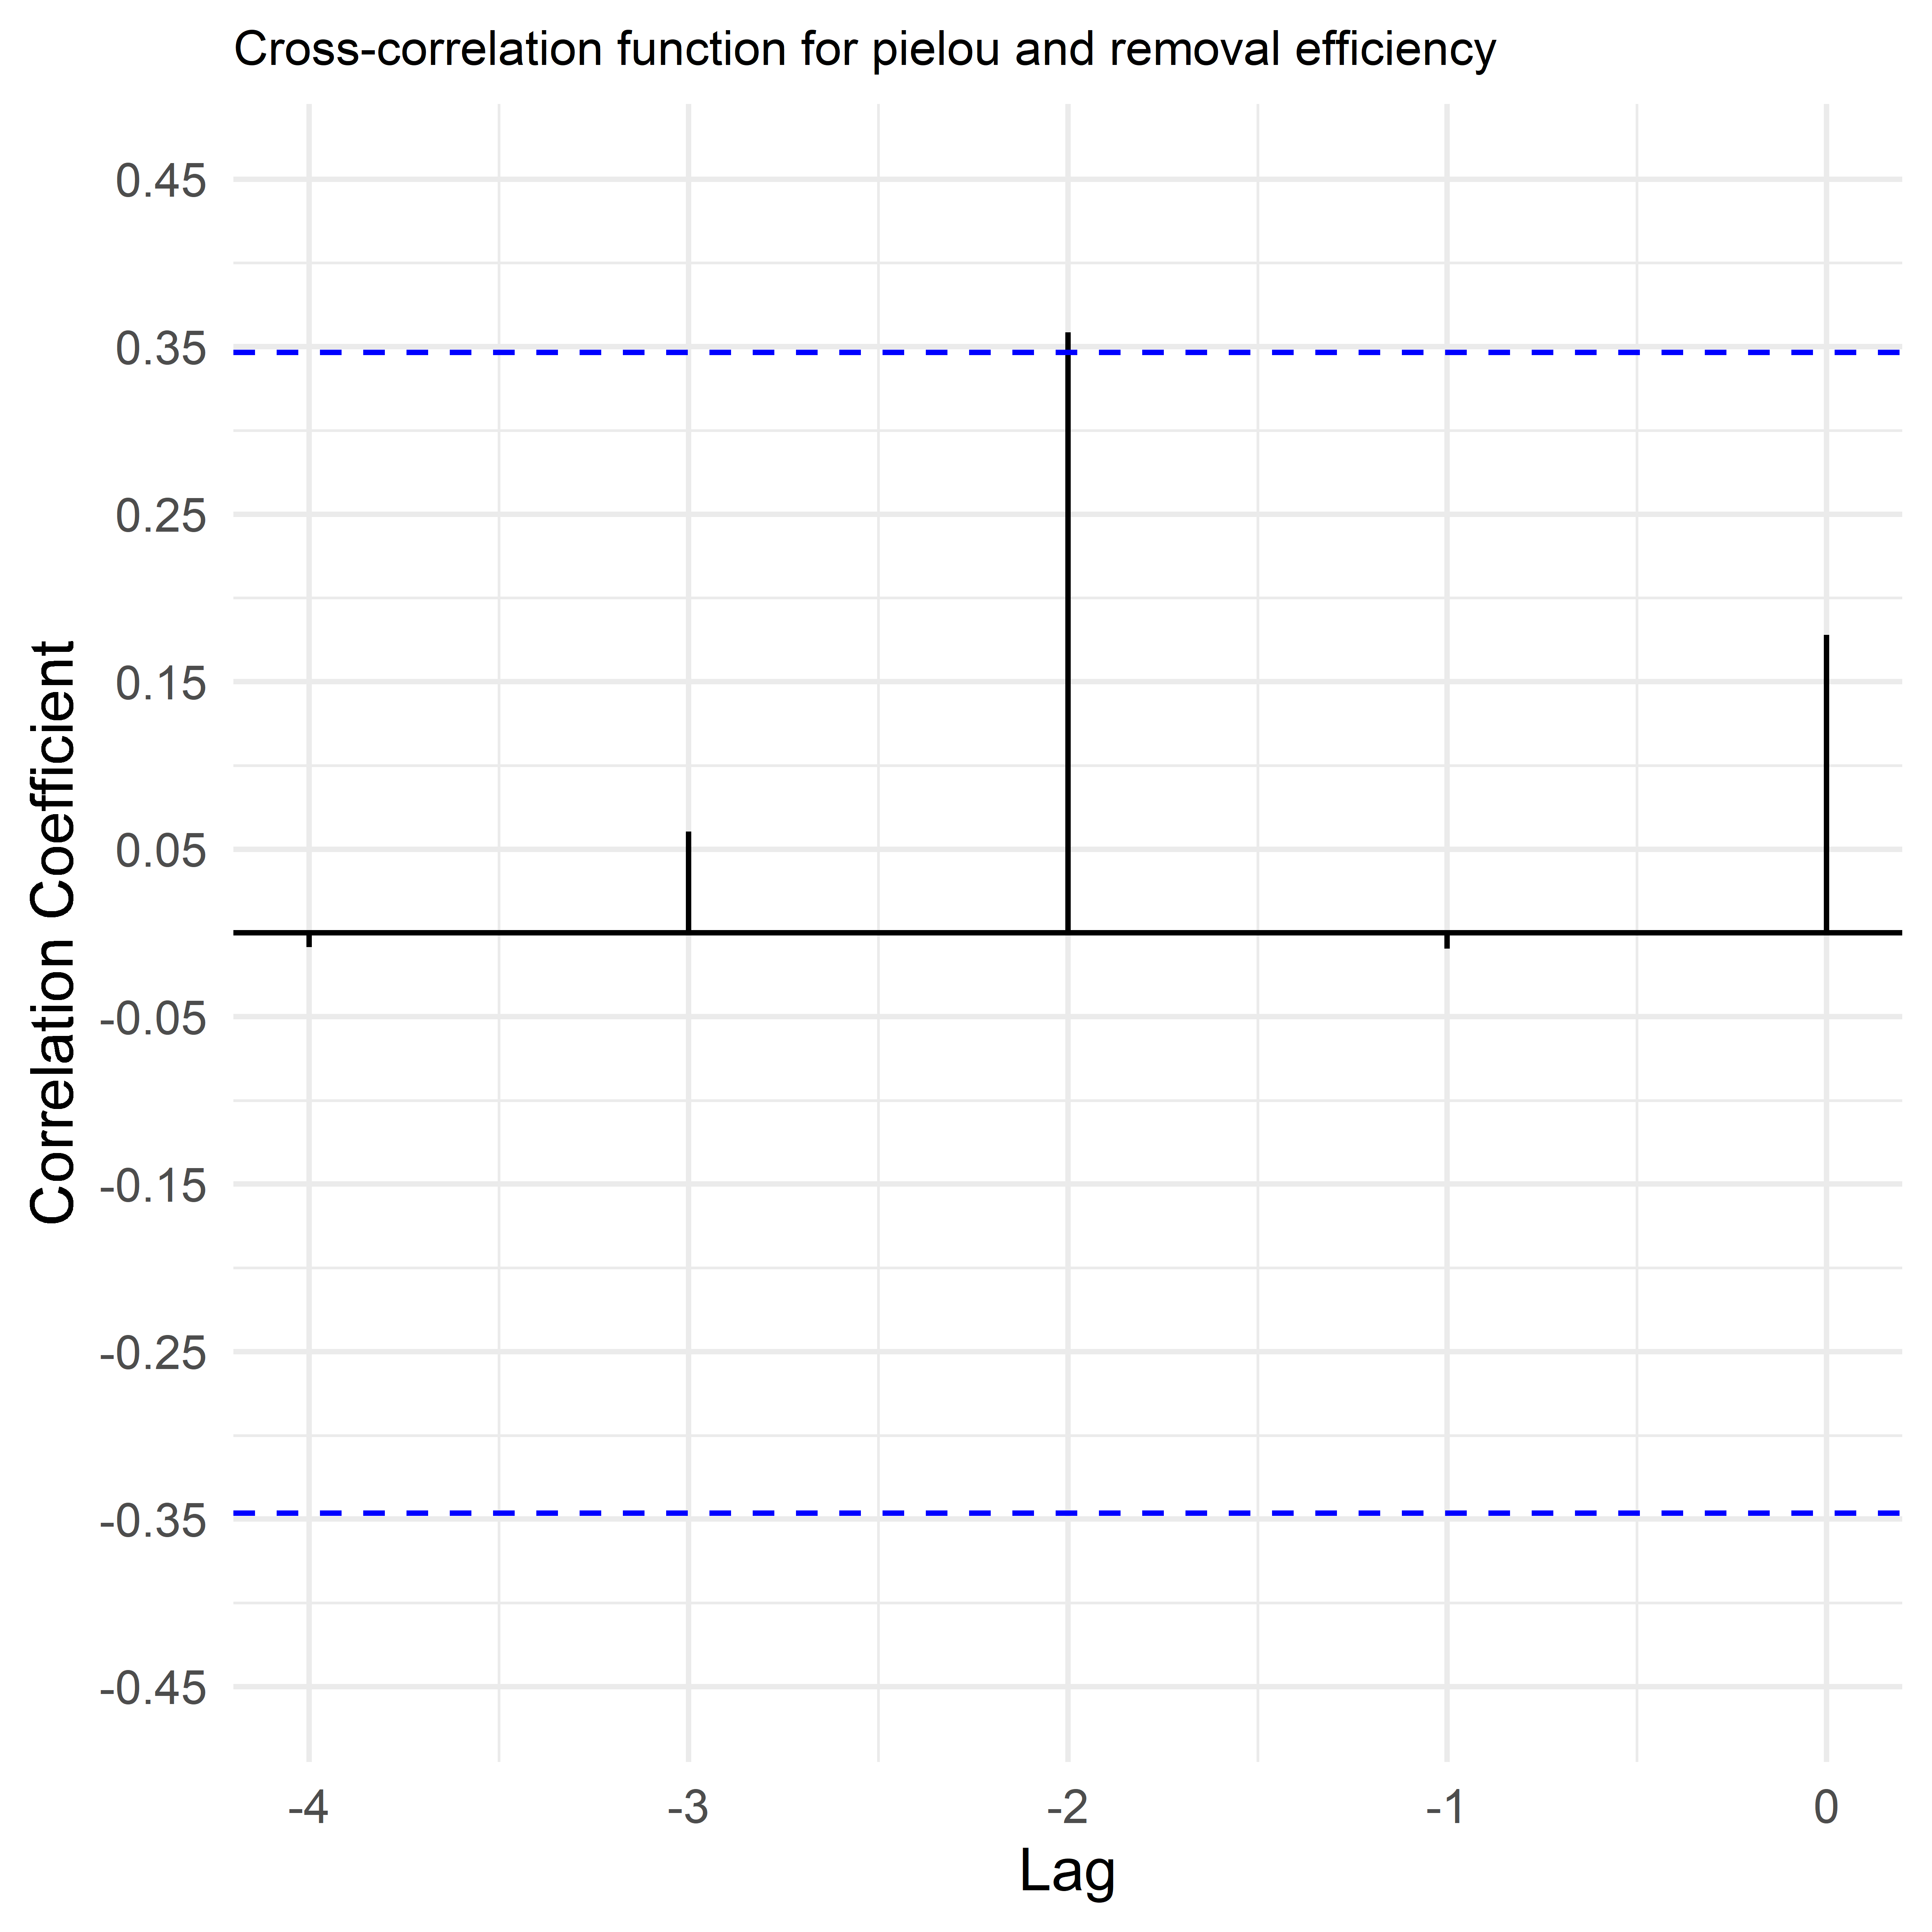 Cross-correlation function for pielou and removal efficiency
Correlation Coefficient
0.45
0.35
0.25
0.15
0.05
-0.05
-0.15
-0.25
-0.35
-0.45
-4 -3 -2 -1 0
Lag